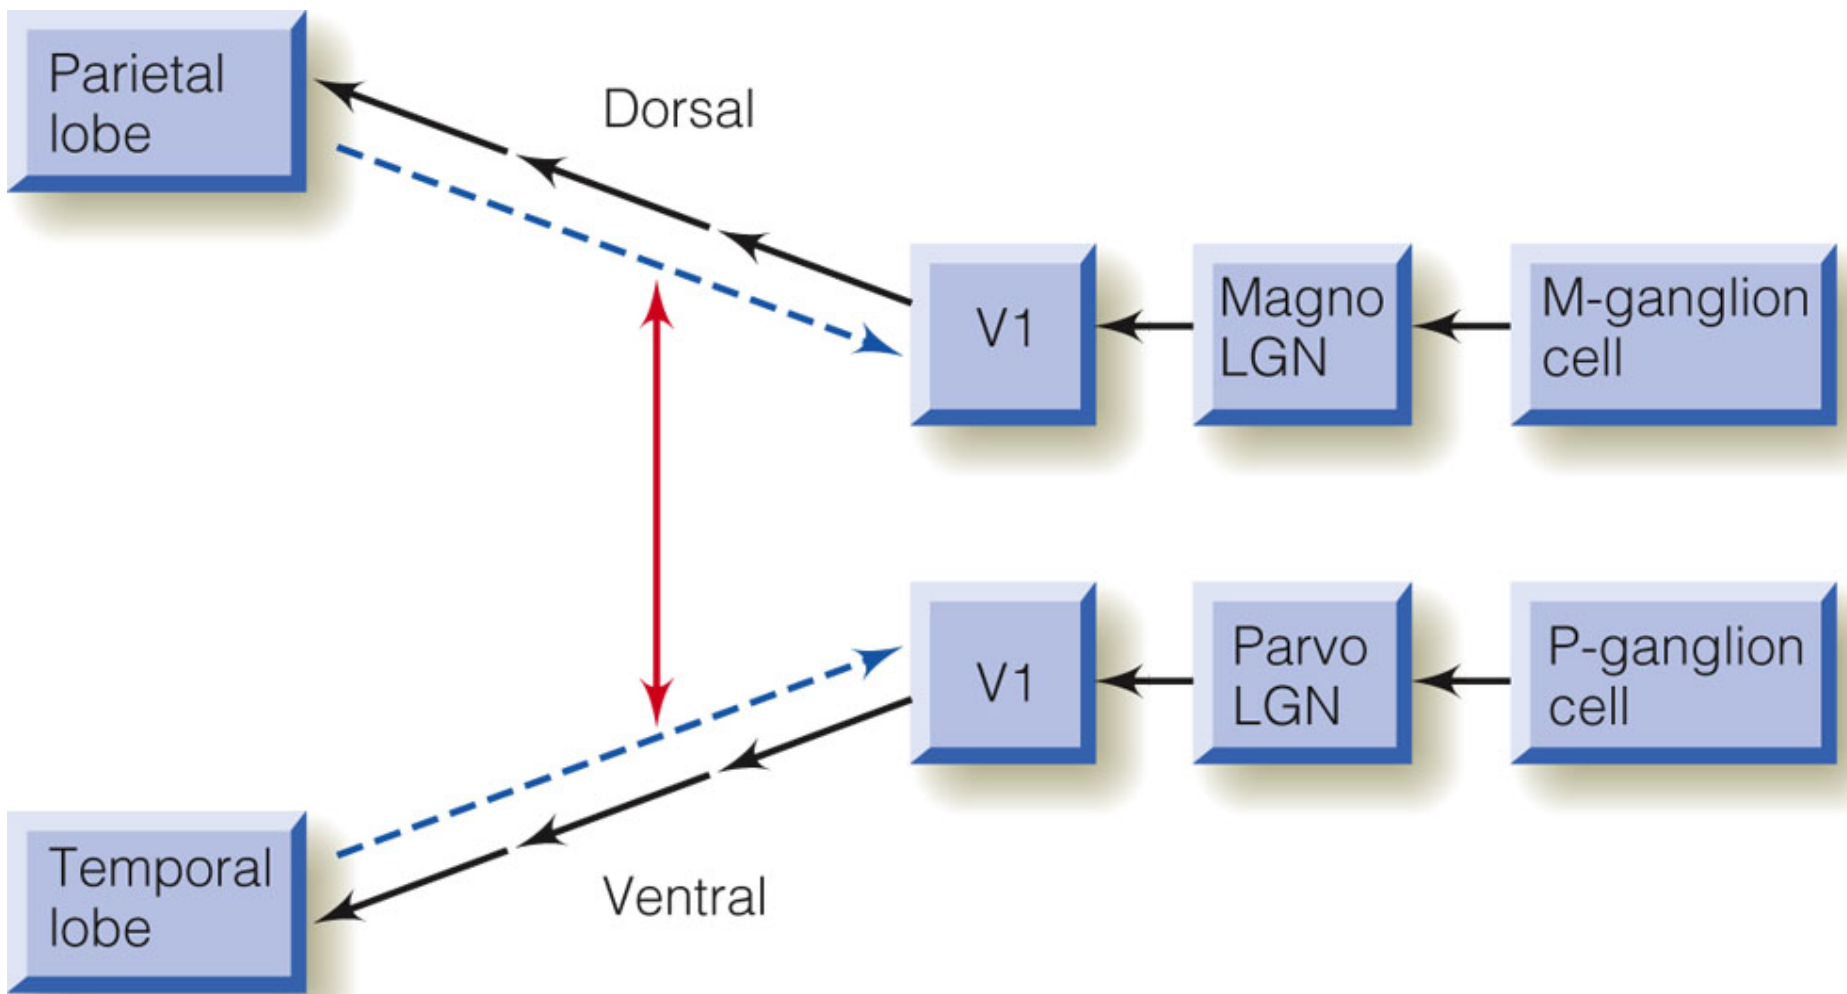 Parietal
lobe
Dorsal
V1
Magno
LGN
M-ganglion
cell
V1
Parvo
LGN
P-ganglion
cell
Temporal
lobe
Ventral